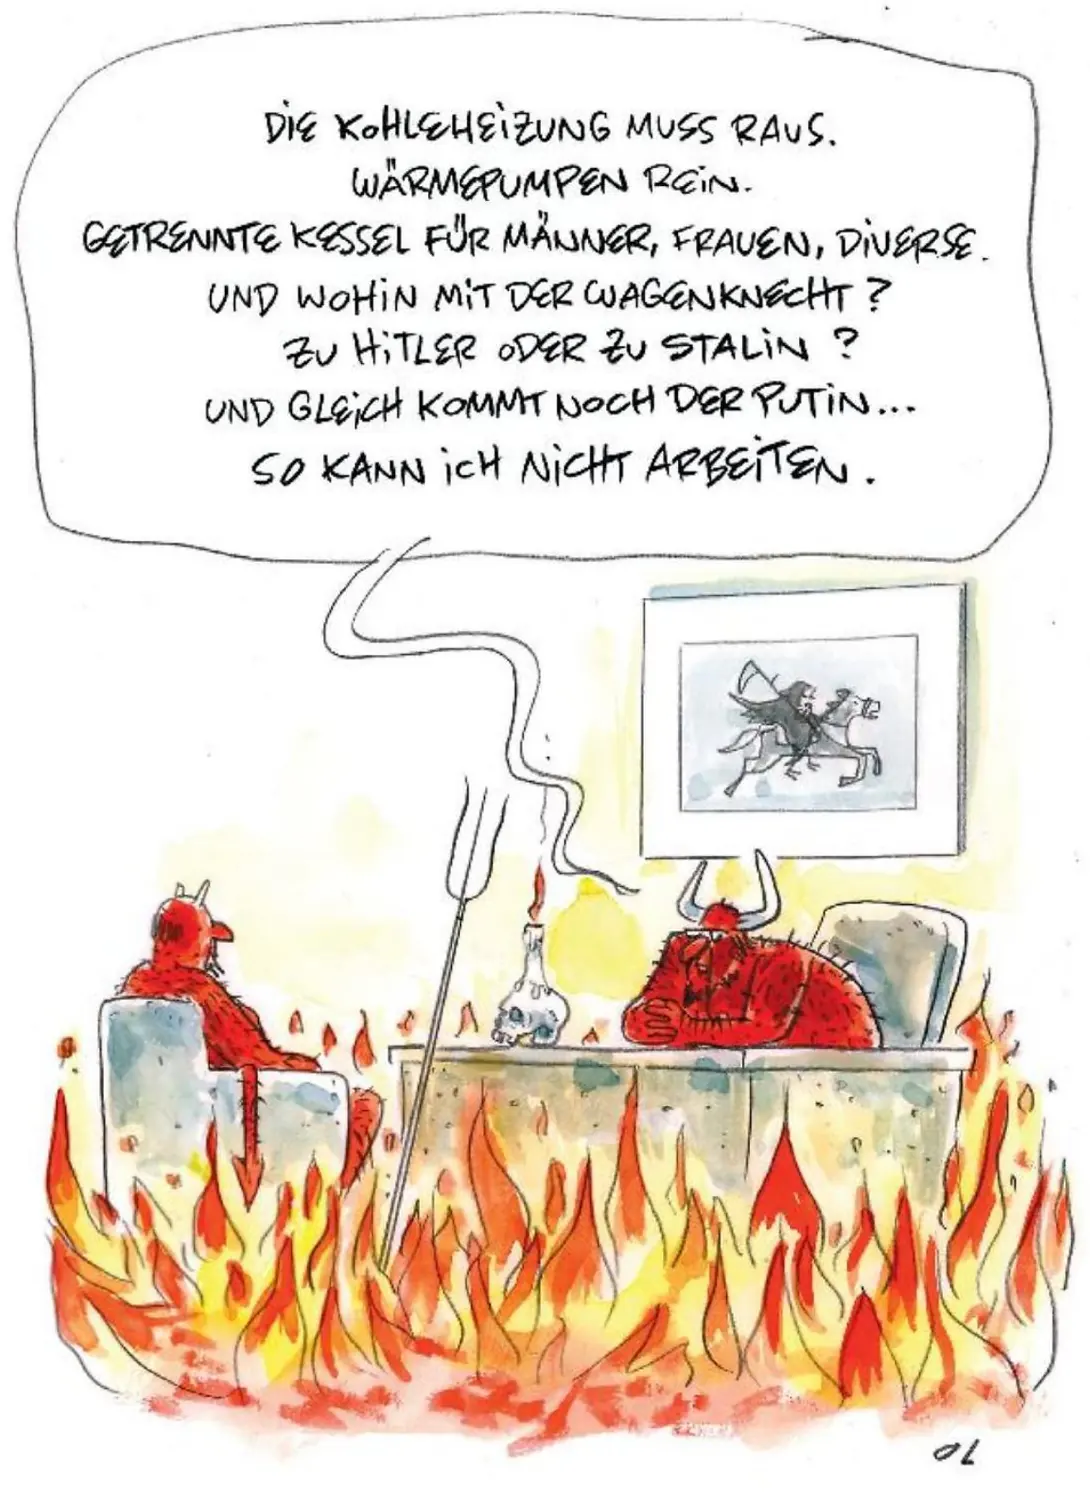 DIE KOHLEHEIZUNG MUSS RAUS.
WÄRMEPUMPEN REIN.
GETRENNTE KESSEL FÜR MÄNNER, FRAUEN, DIVERSE.
UND WOHIN MIT DER WAGENKNECHT?
ZU HITLER ODER ZU STALIN?
UND GLEICH KOMMT NOCH DER PUTIN...
SO KANN ICH NICHT ARBEITEN.
OL